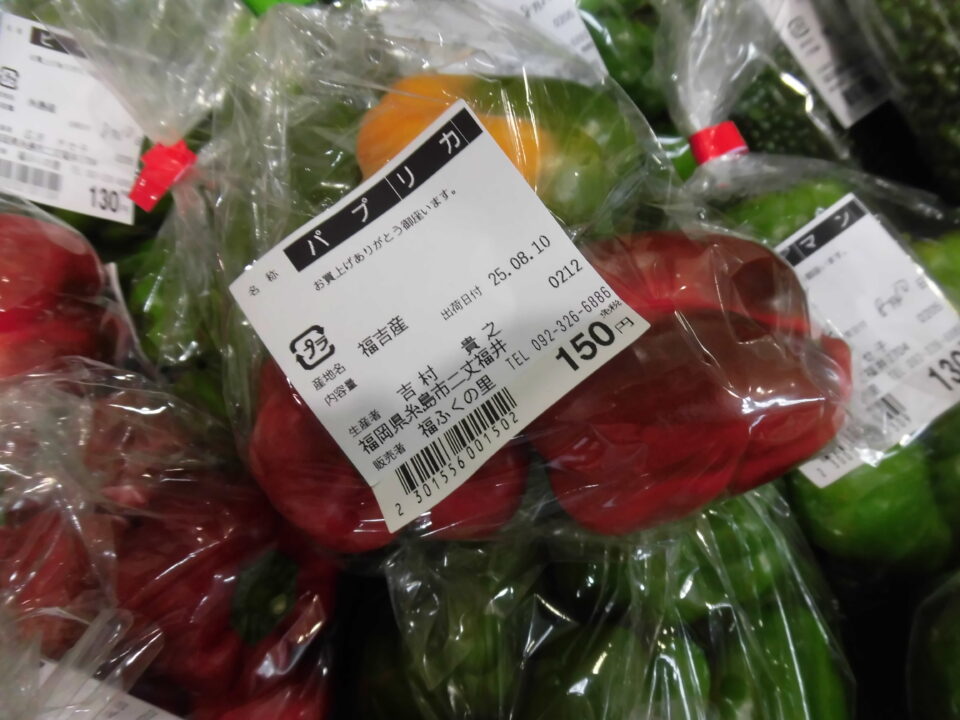 名称 パプリカ
お買上げありがとう御座います。
出荷日付 25.08.10
プラ
0212
産地名 福吉産
内容量
生産者 吉村 貴之
福岡県糸島市二丈福井
販売者 福ふくの里 TEL 092-326-6886
税込
150円
2 301556 001502
130
マン
130